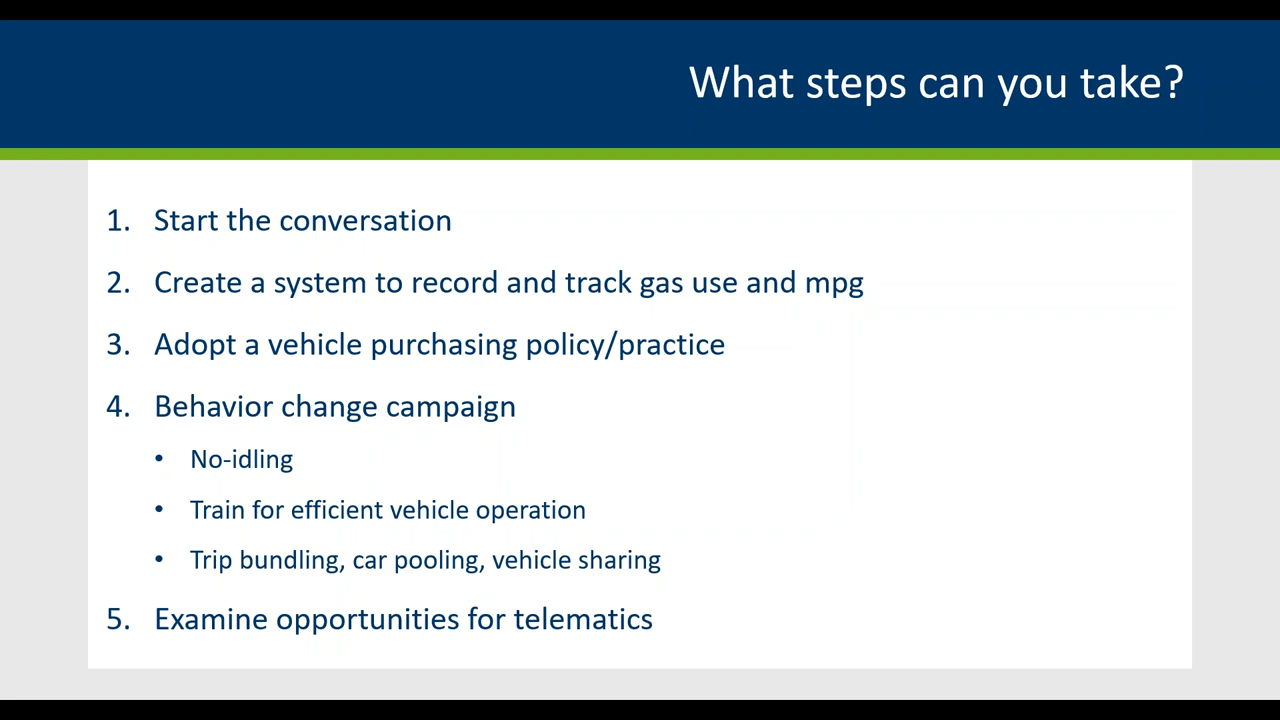 What steps can you take?
1. Start the conversation
2. Create a system to record and track gas use and mpg
3. Adopt a vehicle purchasing policy/practice
4. Behavior change campaign
• No-idling
• Train for efficient vehicle operation
• Trip bundling, car pooling, vehicle sharing
5. Examine opportunities for telematics